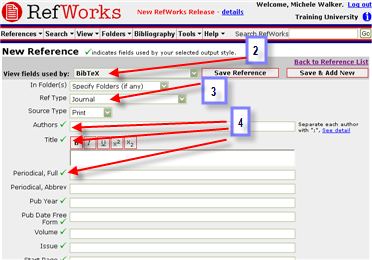 RefWorks
New RefWorks Release - details
Welcome, Michele Walker. Log out
Training University
References Search View Folders Bibliography Tools Help Search RefWorks Go
New Reference indicates fields used by your selected output style.
Back to Reference List
View fields used by: BibTeX Save Reference Save & Add New
2
In Folder(s) Specify Folders (if any)
Ref Type Journal
3
Source Type Print
Authors
Separate each author with ";". See detail
4
Title B I U x² x₂
Periodical, Full
Periodical, Abbrev
Pub Year
Pub Date Free Form
Volume
Issue
Start Page